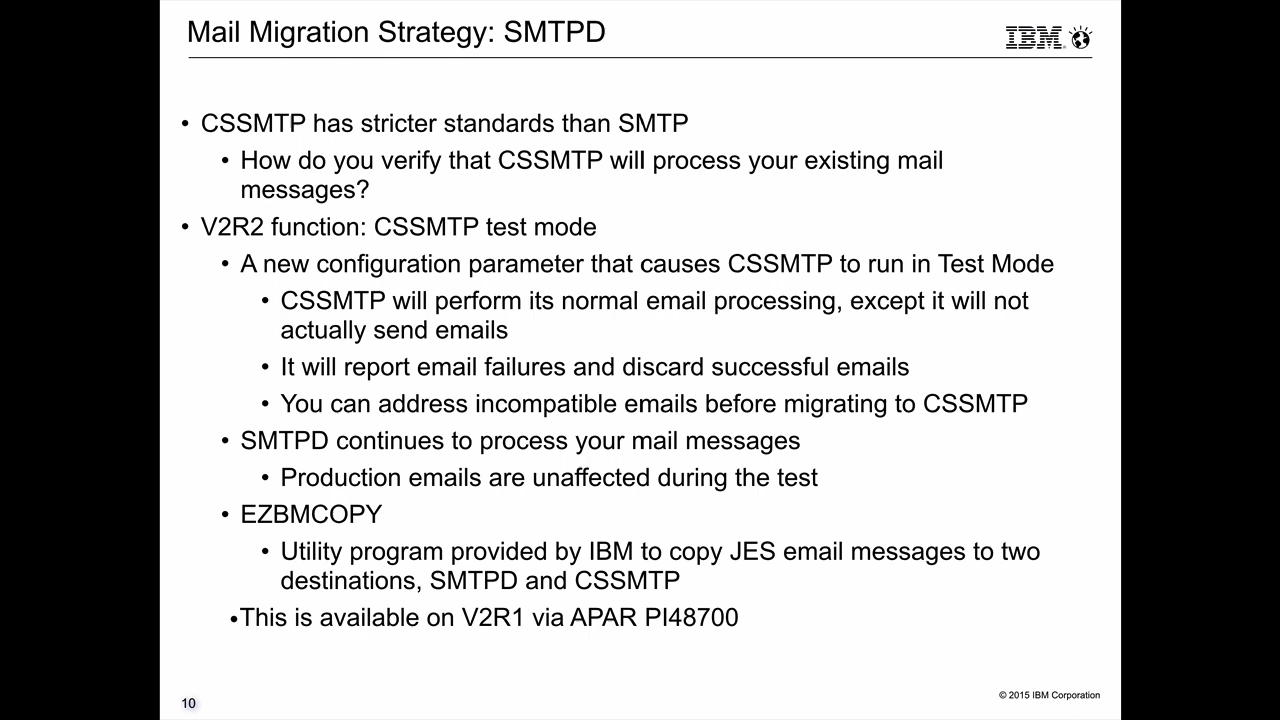 Mail Migration Strategy: SMTPD
IBM
• CSSMTP has stricter standards than SMTP
• How do you verify that CSSMTP will process your existing mail
messages?
• V2R2 function: CSSMTP test mode
• A new configuration parameter that causes CSSMTP to run in Test Mode
• CSSMTP will perform its normal email processing, except it will not
actually send emails
• It will report email failures and discard successful emails
• You can address incompatible emails before migrating to CSSMTP
• SMTPD continues to process your mail messages
• Production emails are unaffected during the test
• EZBMCOPY
• Utility program provided by IBM to copy JES email messages to two
destinations, SMTPD and CSSMTP
•This is available on V2R1 via APAR PI48700
10
© 2015 IBM Corporation